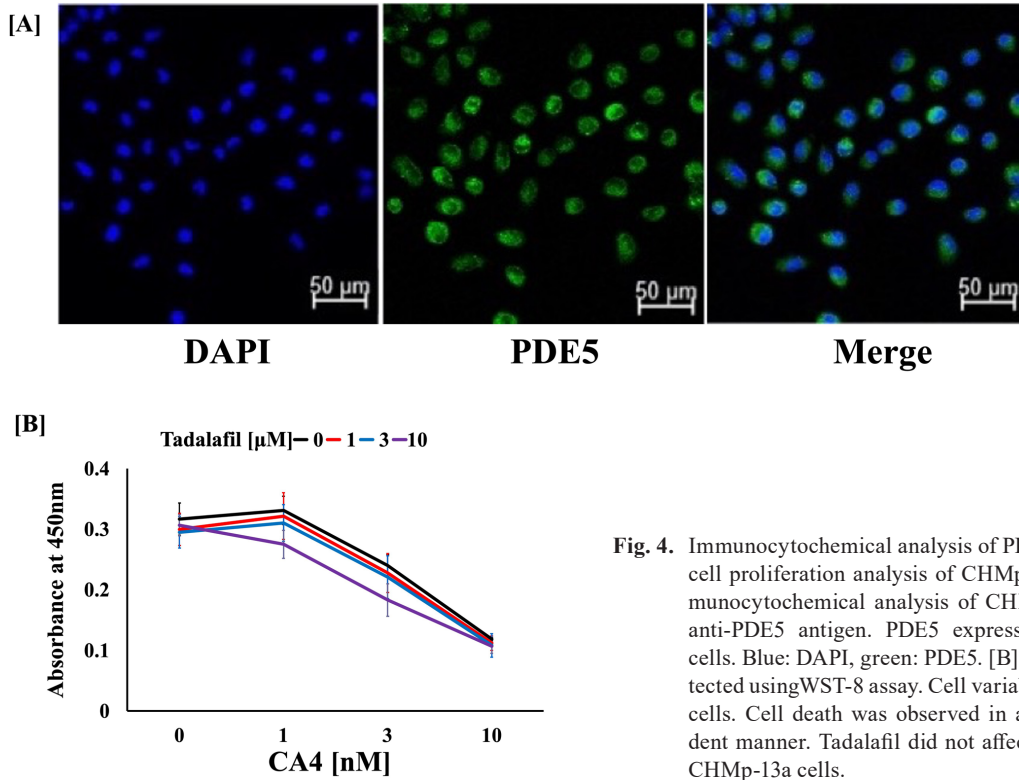 [A]
50 µm
50 µm
50 µm
DAPI PDE5 Merge
[B]
Tadalafil [µM] 0 1 3 10
Absorbance at 450nm
0.4
0.3
0.2
0.1
0
0 1 3 10
CA4 [nM]
Fig. 4. Immunocytochemical analysis of
cell proliferation analysis of
munocytochemical analysis of
anti-PDE5 antigen. PDE5
cells. Blue: DAPI, green: PDE5. [B]
tected usingWST-8 assay. Cell
cells. Cell death was observed in
dent manner. Tadalafil did not
CHMp-13a cells.